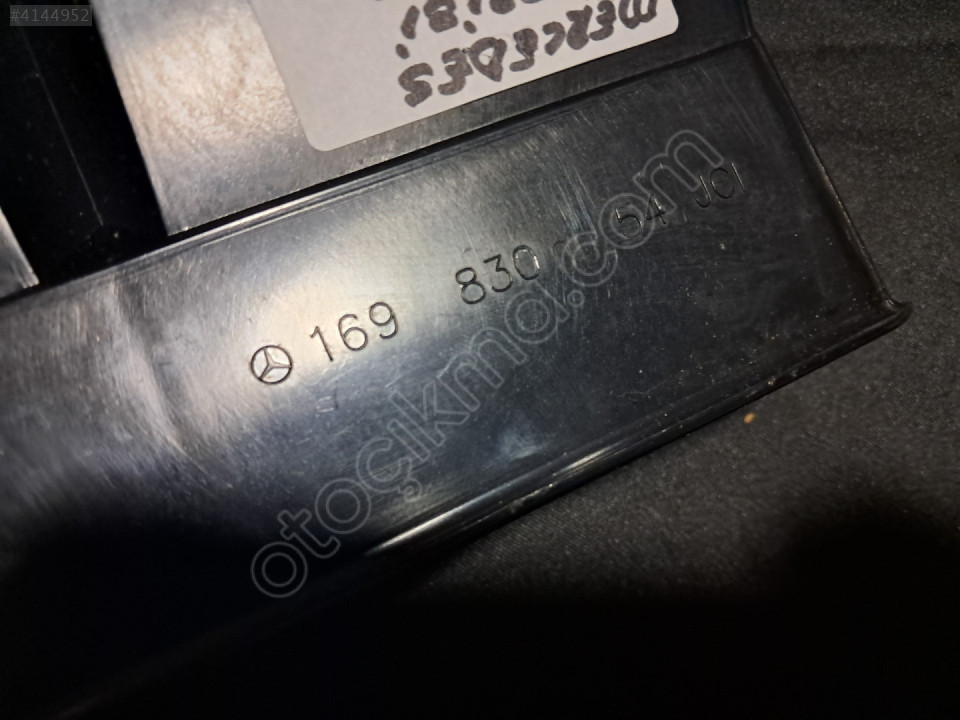 #4144952
MERCEDES
169 830 54 JCI
otoçıkma.com